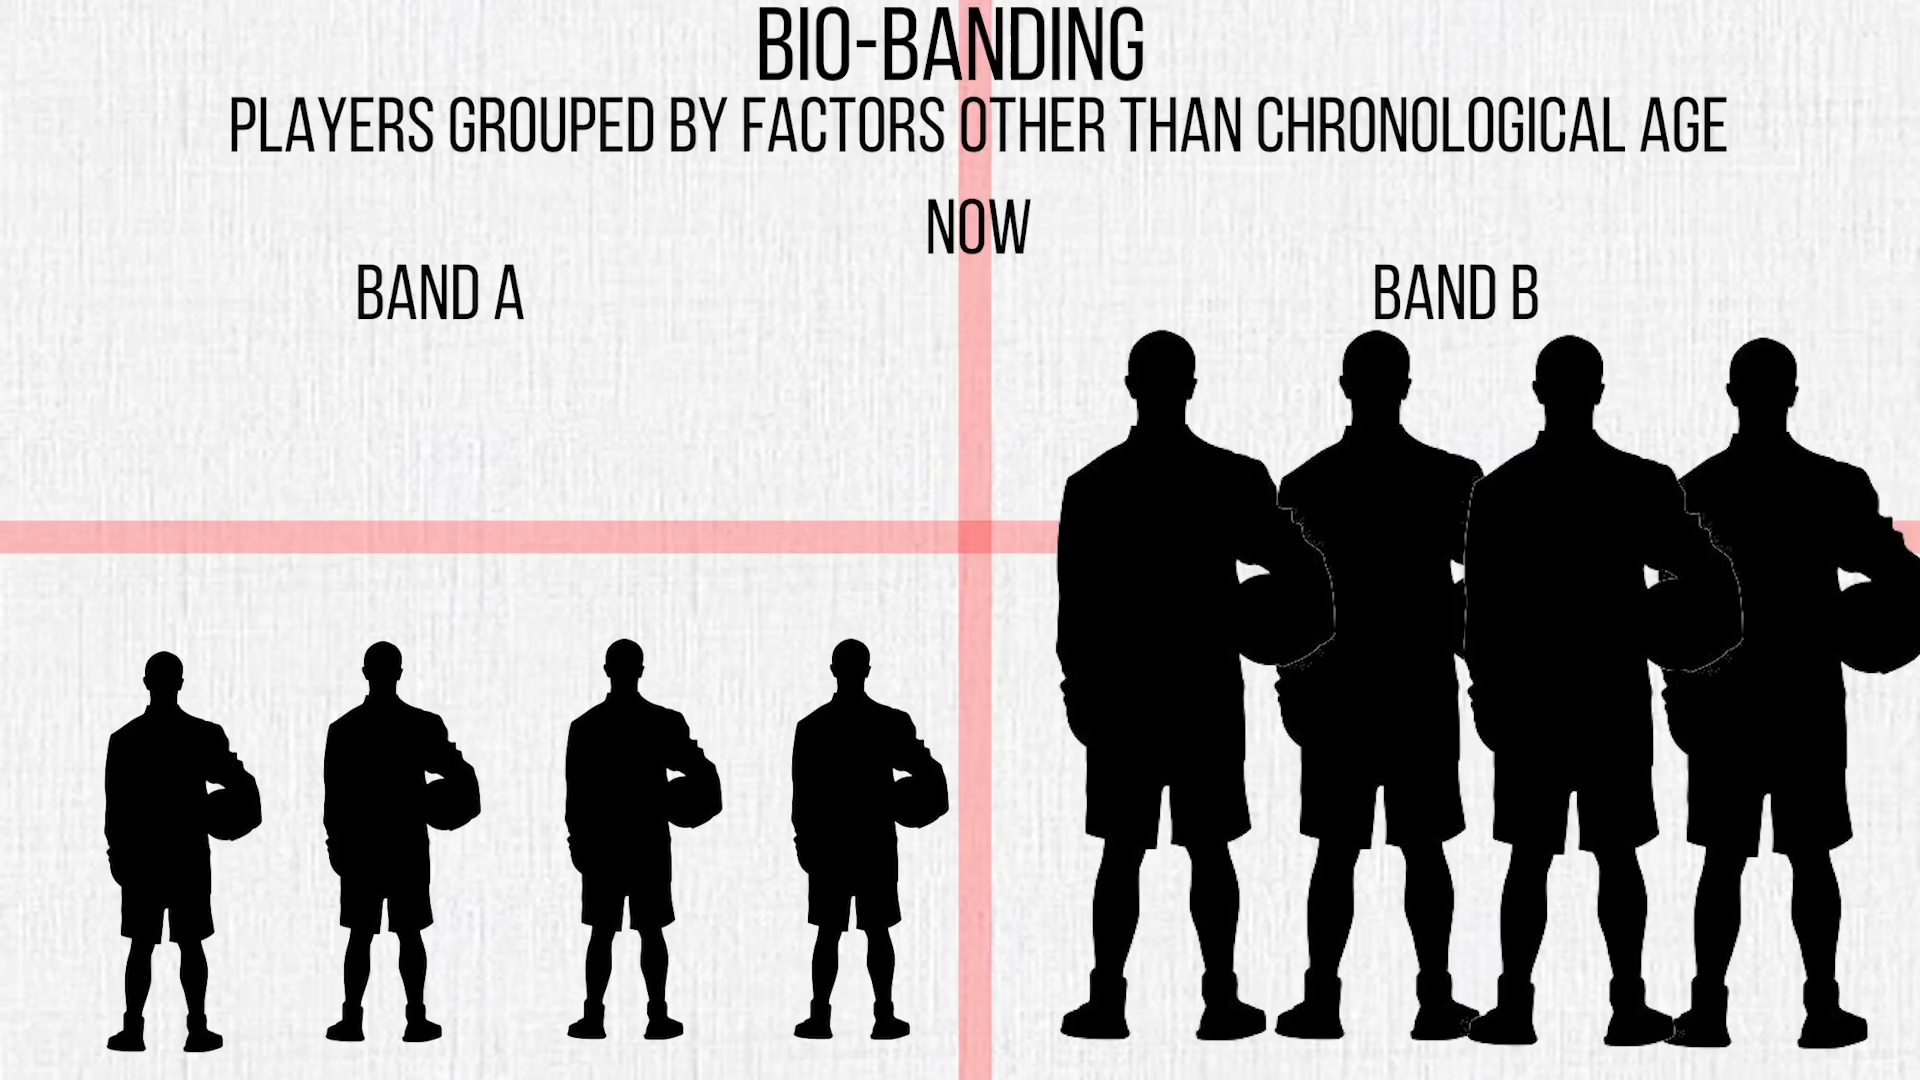 BIO-BANDING
PLAYERS GROUPED BY FACTORS OTHER THAN CHRONOLOGICAL AGE
NOW
BAND A
BAND B